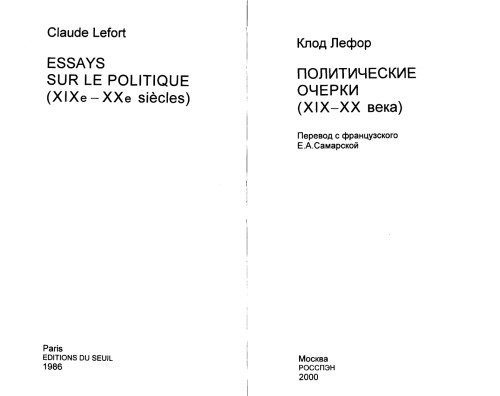 Claude Lefort
ESSAYS
SUR LE POLITIQUE
(XIXe – XXe siècles)
Paris
EDITIONS DU SEUIL
1986
Клод Лефор
ПОЛИТИЧЕСКИЕ
ОЧЕРКИ
(XIX–XX века)
Перевод с французского
Е.А.Самарской
Москва
РОССПЭН
2000